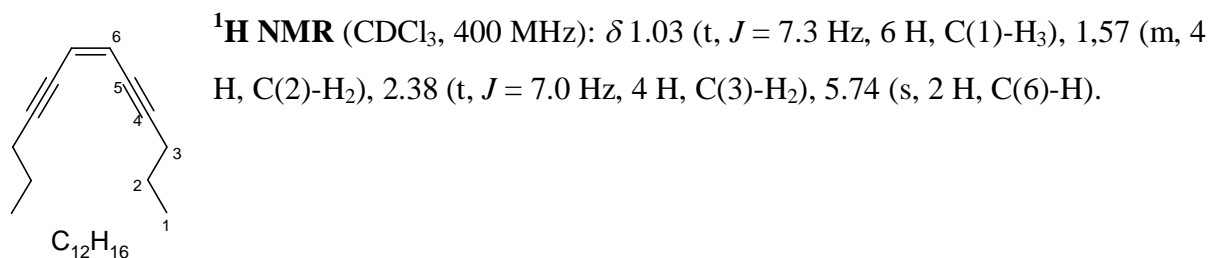 ¹H NMR (CDCl₃, 400 MHz): δ 1.03 (t, J = 7.3 Hz, 6 H, C(1)-H₃), 1,57 (m, 4
H, C(2)-H₂), 2.38 (t, J = 7.0 Hz, 4 H, C(3)-H₂), 5.74 (s, 2 H, C(6)-H).
6
5
4
3
2
1
C₁₂H₁₆